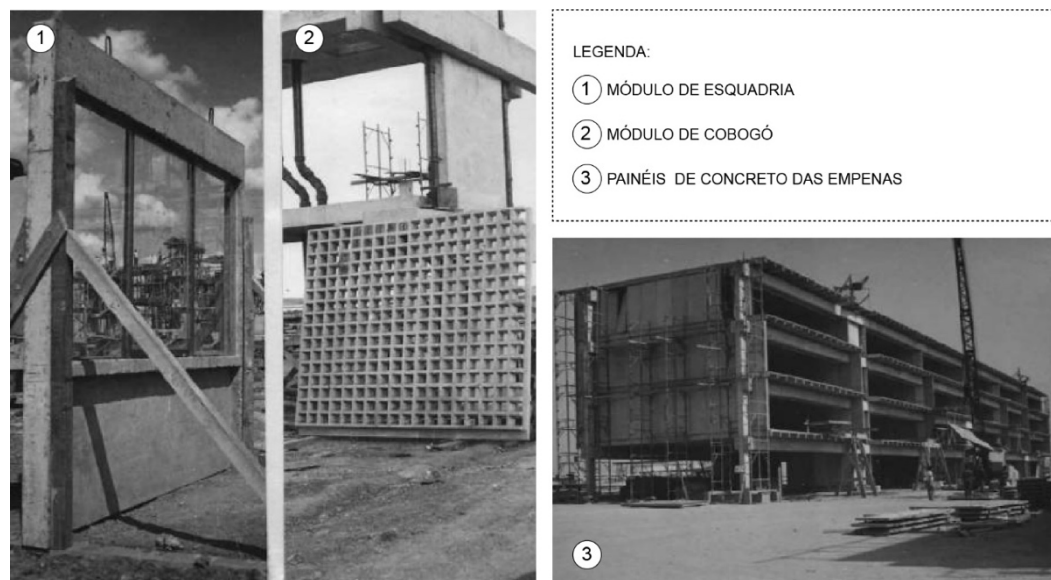 1
2
LEGENDA:
1 MÓDULO DE ESQUADRIA
2 MÓDULO DE COBOGÓ
3 PAINÉIS DE CONCRETO DAS EMPENAS
3